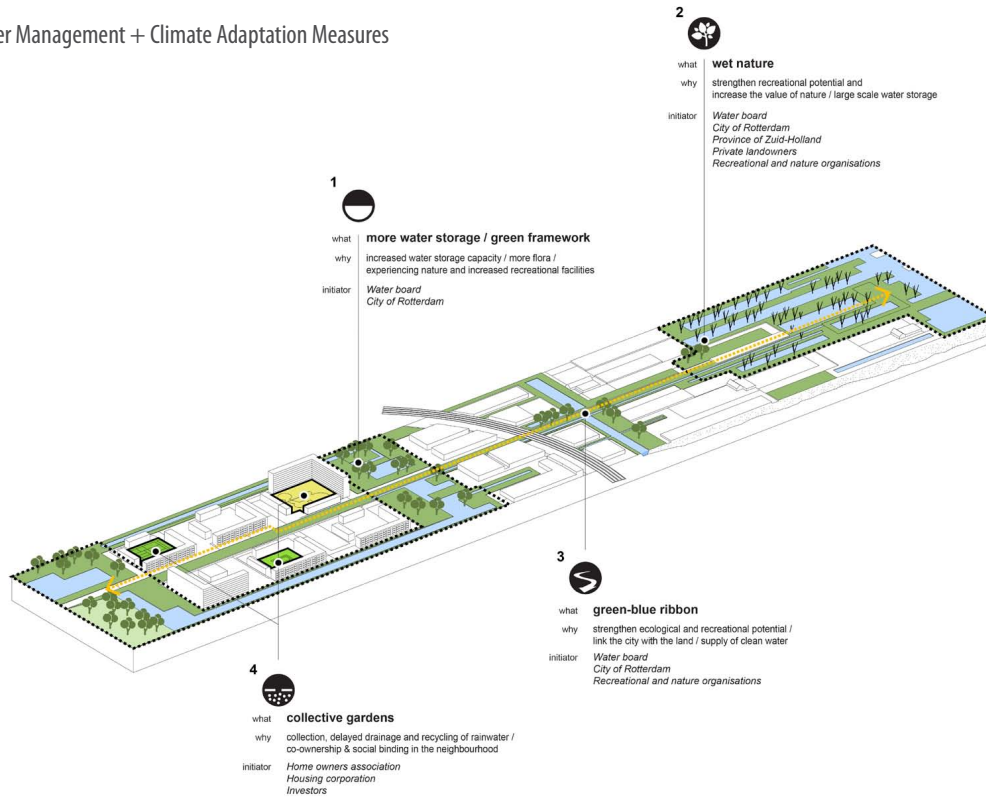 er Management + Climate Adaptation Measures
2
what wet nature
why strengthen recreational potential and
increase the value of nature / large scale water storage
initiator Water board
City of Rotterdam
Province of Zuid-Holland
Private landowners
Recreational and nature organisations
1
what more water storage / green framework
why increased water storage capacity / more flora /
experiencing nature and increased recreational facilities
initiator Water board
City of Rotterdam
3
what green-blue ribbon
why strengthen ecological and recreational potential /
link the city with the land / supply of clean water
initiator Water board
City of Rotterdam
Recreational and nature organisations
4
what collective gardens
why collection, delayed drainage and recycling of rainwater /
co-ownership & social binding in the neighbourhood
initiator Home owners association
Housing corporation
Investors